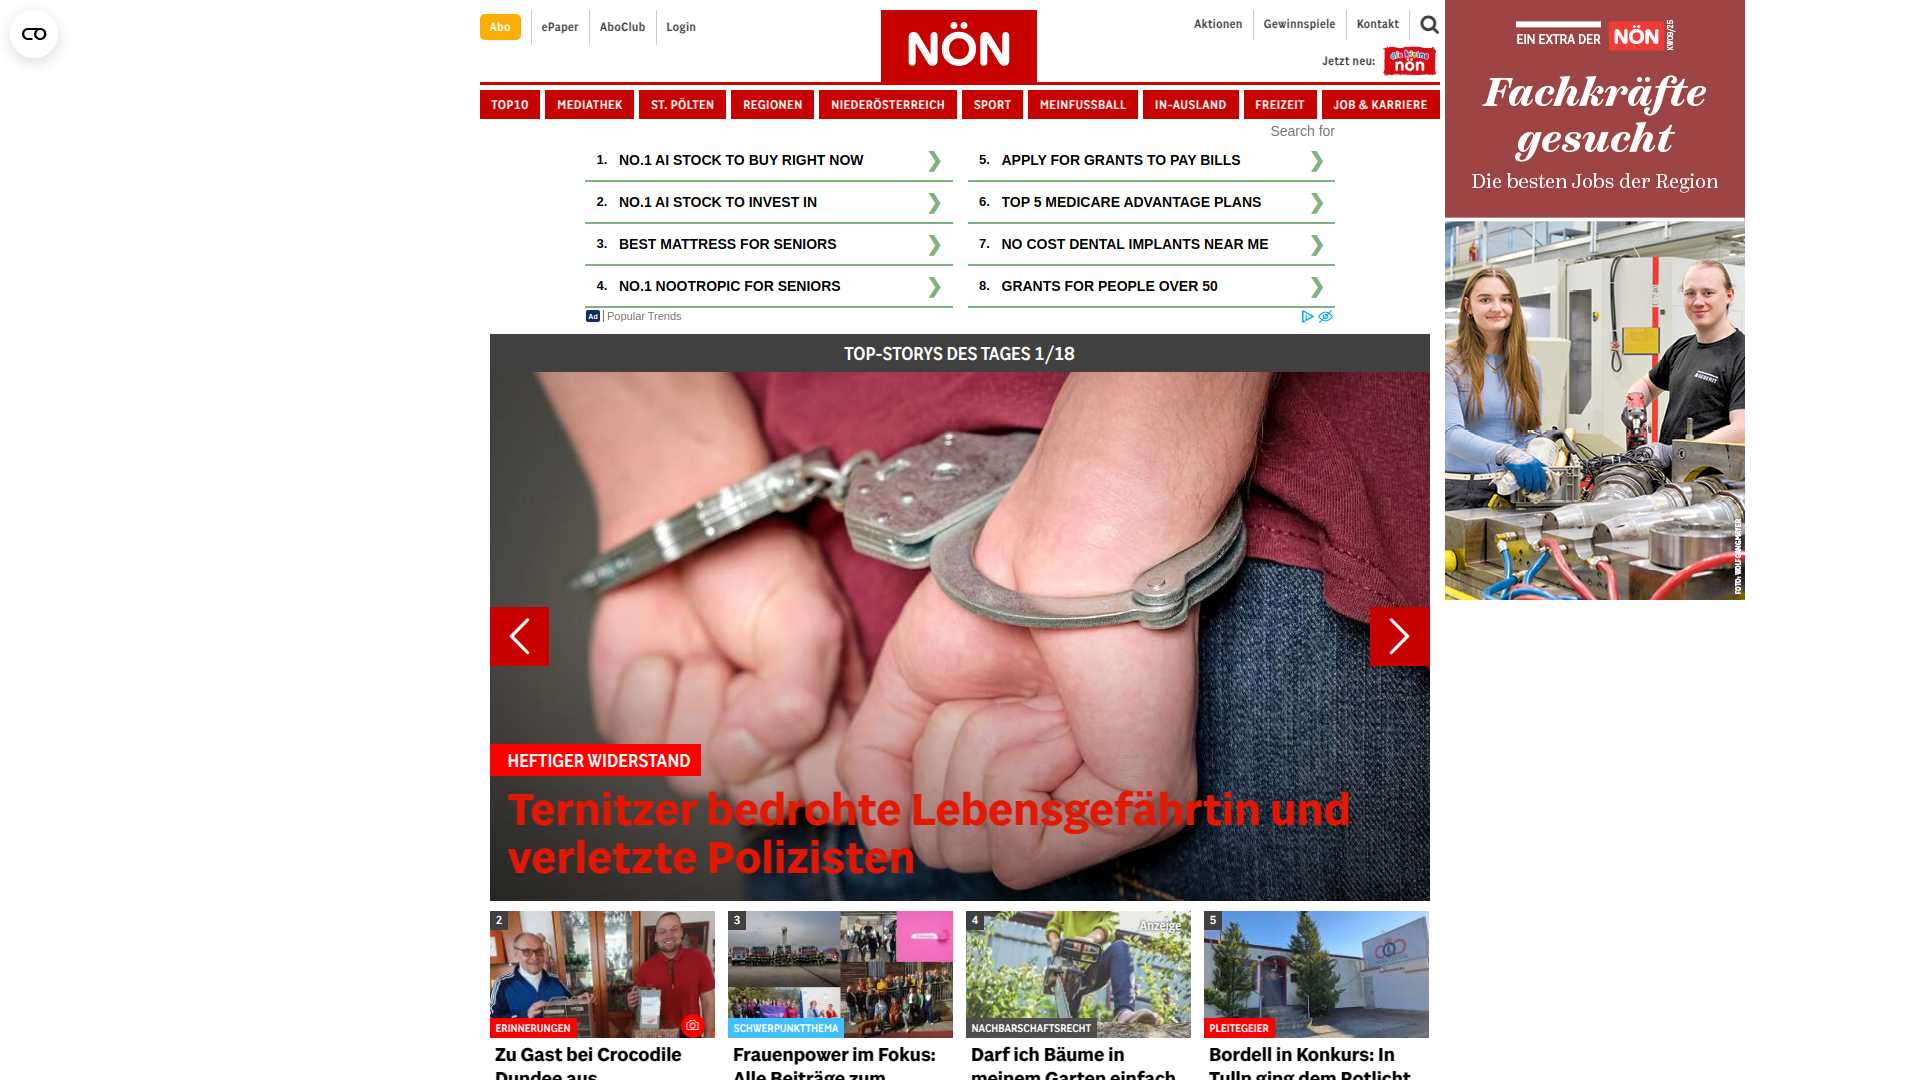 Abo
ePaper
AboClub
Login
NÖN
Aktionen
Gewinnspiele
Kontakt
Jetzt neu:
die kleine
nön
TOP10
MEDIATHEK
ST. PÖLTEN
REGIONEN
NIEDERÖSTERREICH
SPORT
MEINFUSSBALL
IN-AUSLAND
FREIZEIT
JOB & KARRIERE
Search for
1. NO.1 AI STOCK TO BUY RIGHT NOW
2. NO.1 AI STOCK TO INVEST IN
3. BEST MATTRESS FOR SENIORS
4. NO.1 NOOTROPIC FOR SENIORS
5. APPLY FOR GRANTS TO PAY BILLS
6. TOP 5 MEDICARE ADVANTAGE PLANS
7. NO COST DENTAL IMPLANTS NEAR ME
8. GRANTS FOR PEOPLE OVER 50
Ad | Popular Trends
EIN EXTRA DER NÖN KW09/25
Fachkräfte
gesucht
Die besten Jobs der Region
FOTO: WOLFGANG MAYER
TOP-STORYS DES TAGES 1/18
HEFTIGER WIDERSTAND
Ternitzer bedrohte Lebensgefährtin und
verletzte Polizisten
2
ERINNERUNGEN
Zu Gast bei Crocodile
Dundee aus
3
SCHWERPUNKTTHEMA
Frauenpower im Fokus:
Alle Beiträge zum
4
Anzeige
NACHBARSCHAFTSRECHT
Darf ich Bäume in
meinem Garten einfach
5
PLEITEGEIER
Bordell in Konkurs: In
Tulln ging dem Rotlicht